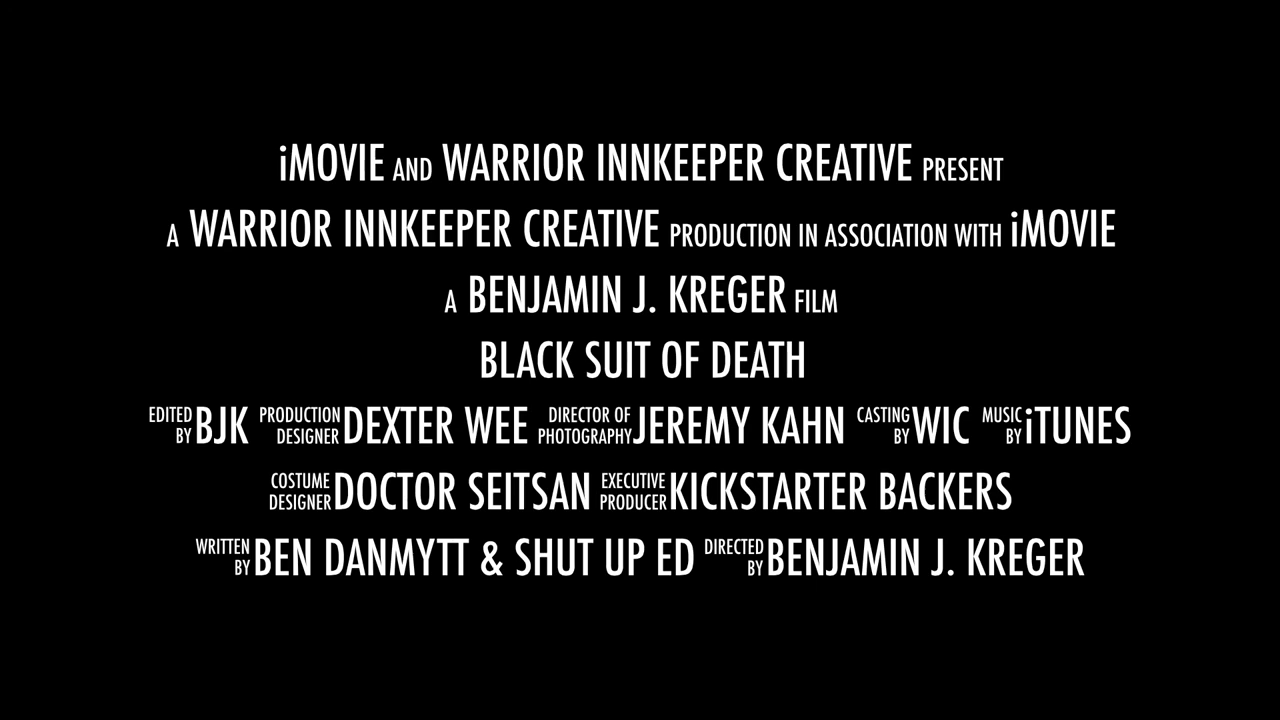 iMOVIE AND WARRIOR INNKEEPER CREATIVE PRESENT
A WARRIOR INNKEEPER CREATIVE PRODUCTION IN ASSOCIATION WITH iMOVIE
A BENJAMIN J. KREGER FILM
BLACK SUIT OF DEATH
EDITED BY BJK PRODUCTION DESIGNER DEXTER WEE DIRECTOR OF PHOTOGRAPHY JEREMY KAHN CASTING BY WIC MUSIC BY iTUNES
COSTUME DESIGNER DOCTOR SEITSAN EXECUTIVE PRODUCER KICKSTARTER BACKERS
WRITTEN BY BEN DANMYTT & SHUT UP ED DIRECTED BY BENJAMIN J. KREGER